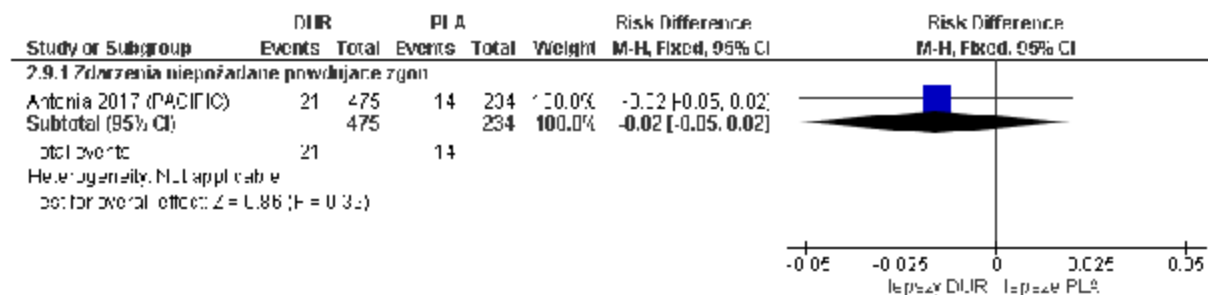 DUR PLA Risk Difference Risk Difference
Study or Subgroup Events Total Events Total Weight M-H, Fixed, 95% CI M-H, Fixed, 95% CI
2.9.1 Zdarzenia niepożądane powdujące zgon
Antonia 2017 (PACIFIC) 21 475 14 234 100.0% -0.02 [-0.05, 0.02]
Subtotal (95% CI) 475 234 100.0% -0.02 [-0.05, 0.02]
Total events 21 14
Heterogeneity: Not applicable
Test for overall effect: Z = 0.86 (P = 0.39)
-0.05 -0.025 0 0.025 0.05
lepszy DUR lepsze PLA